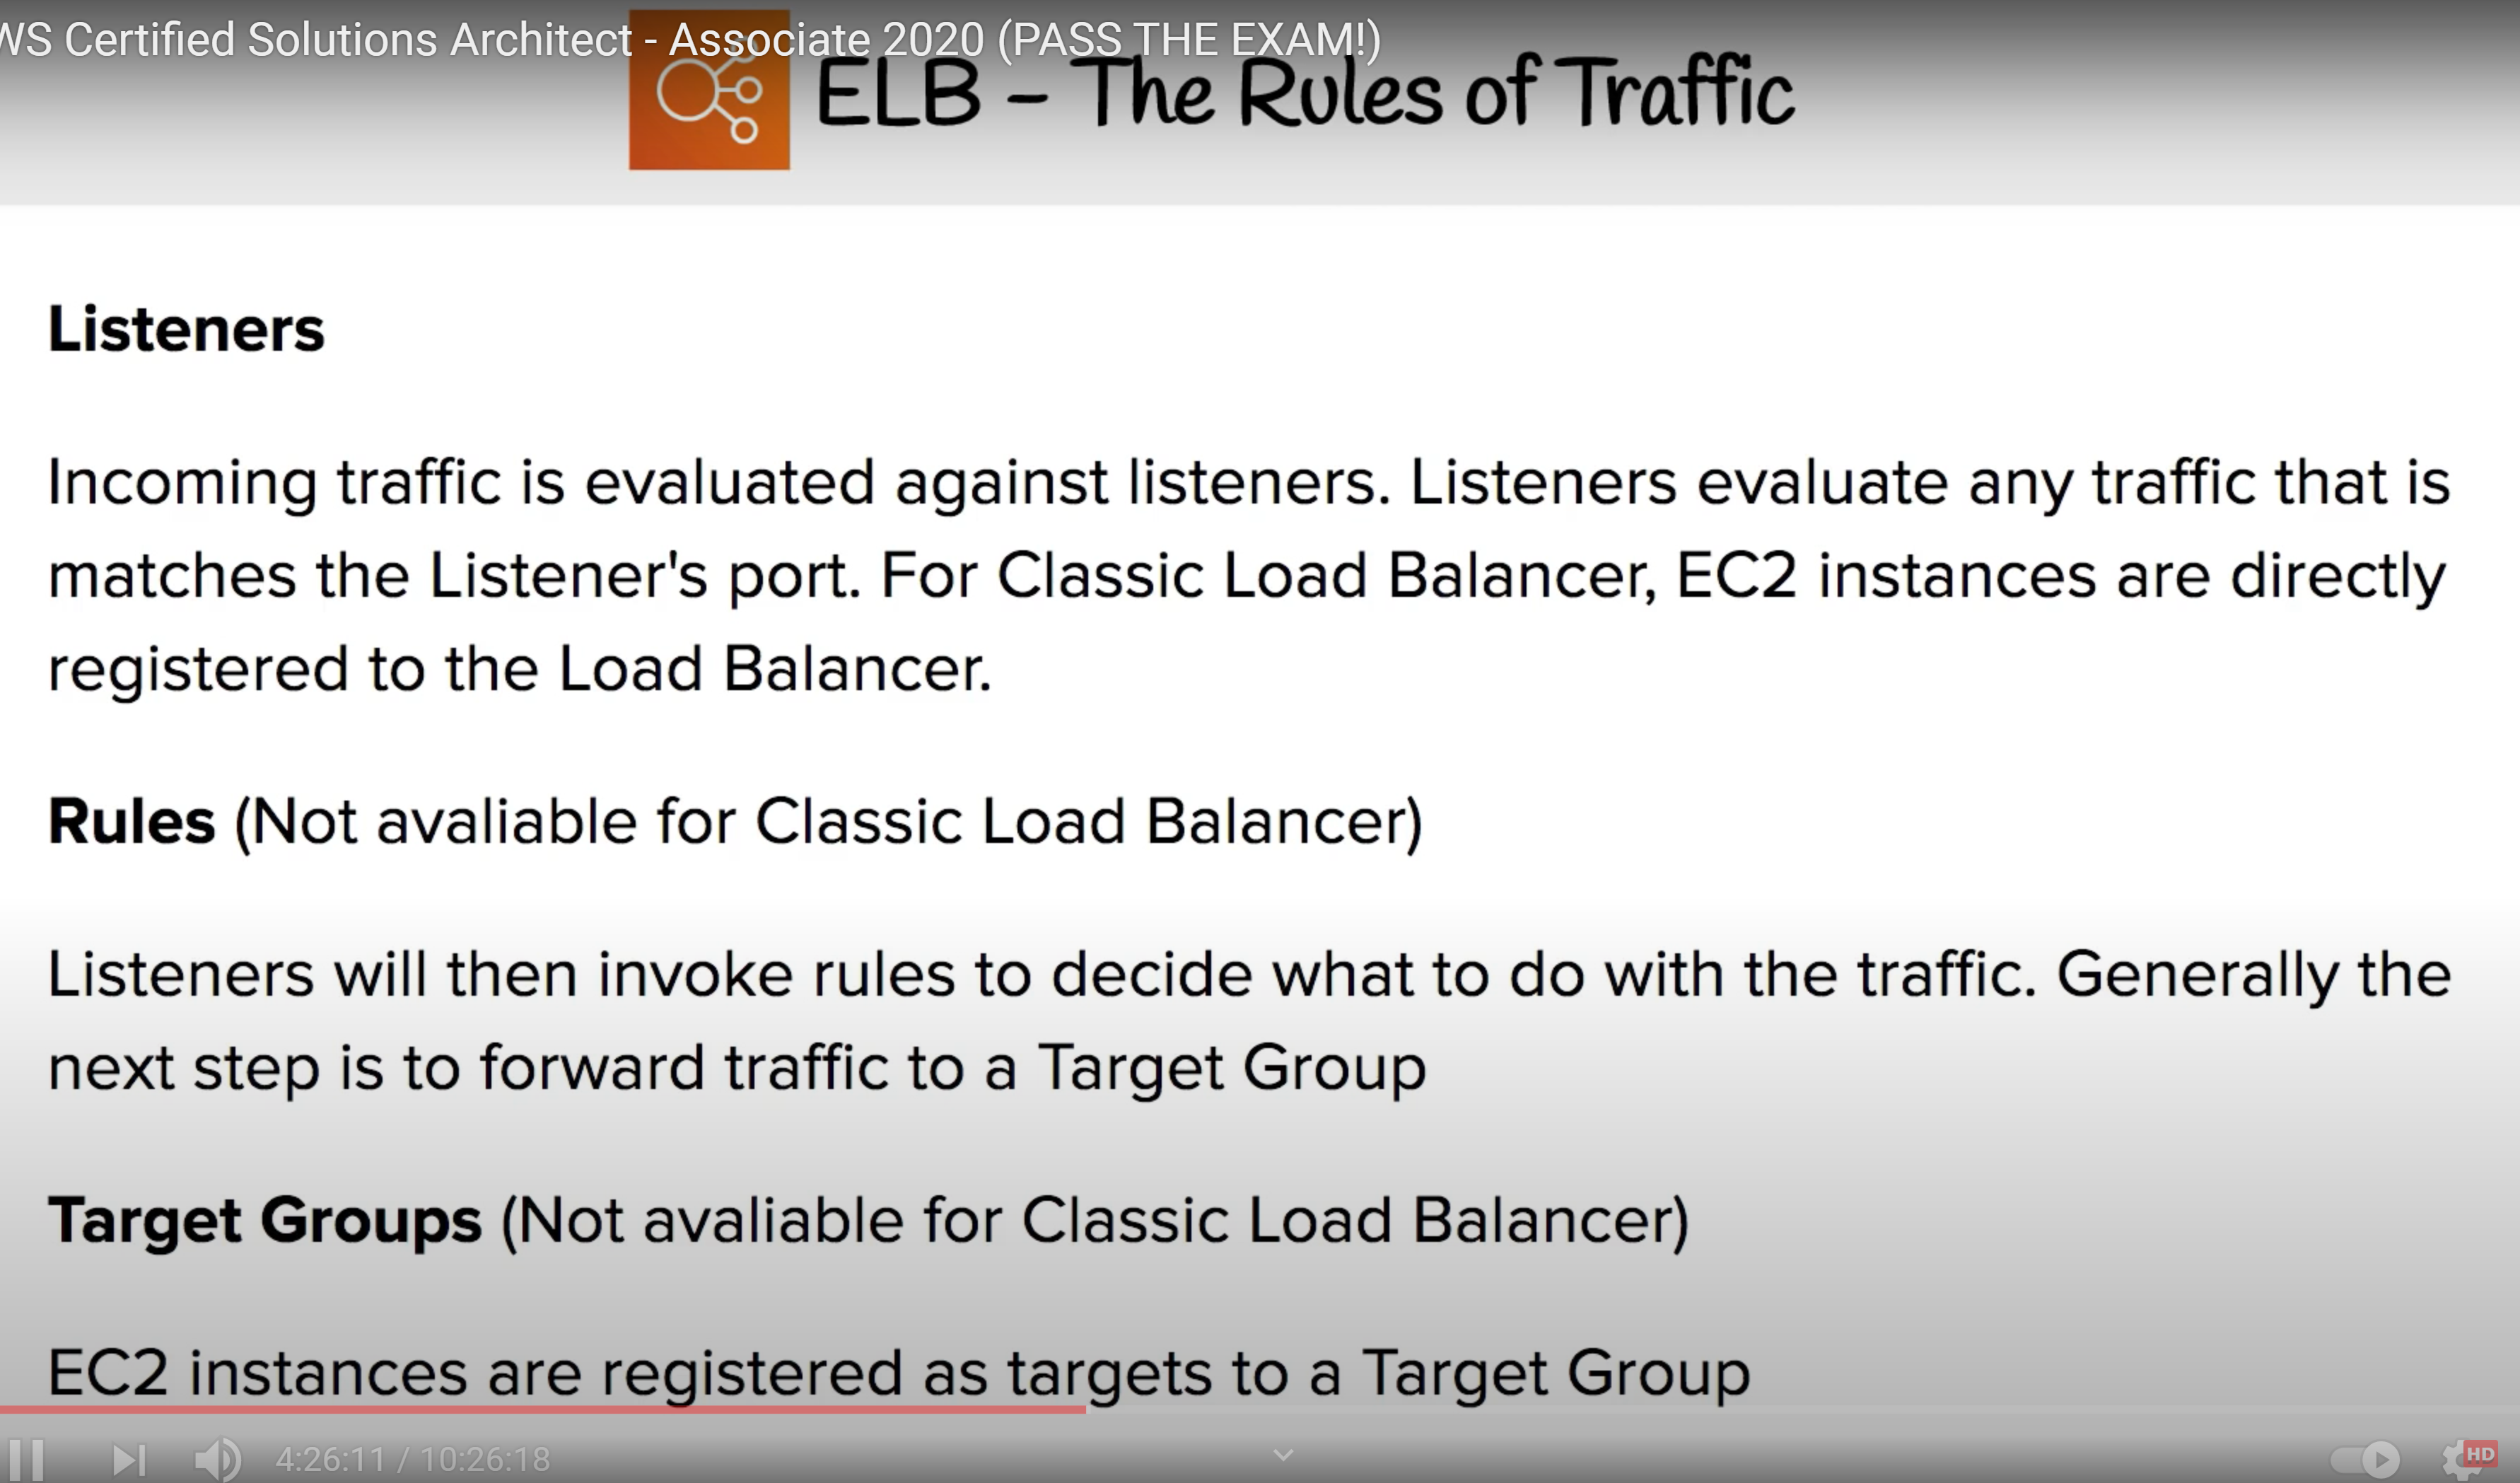 WS Certified Solutions Architect - Associate 2020 (PASS THE EXAM!)
ELB – The Rules of Traffic
Listeners
Incoming traffic is evaluated against listeners. Listeners evaluate any traffic that is
matches the Listener's port. For Classic Load Balancer, EC2 instances are directly
registered to the Load Balancer.
Rules (Not avaliable for Classic Load Balancer)
Listeners will then invoke rules to decide what to do with the traffic. Generally the
next step is to forward traffic to a Target Group
Target Groups (Not avaliable for Classic Load Balancer)
EC2 instances are registered as targets to a Target Group
4:26:11 / 10:26:18
HD